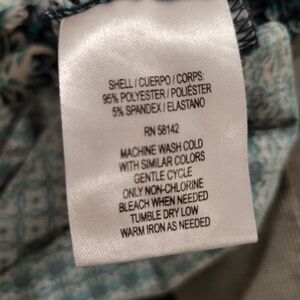 SHELL / CUERPO / CORPS:
95% POLYESTER / POLIÉSTER
5% SPANDEX / ELASTANO
RN 58142
MACHINE WASH COLD
WITH SIMILAR COLORS
GENTLE CYCLE
ONLY NON-CHLORINE
BLEACH WHEN NEEDED
TUMBLE DRY LOW
WARM IRON AS NEEDED